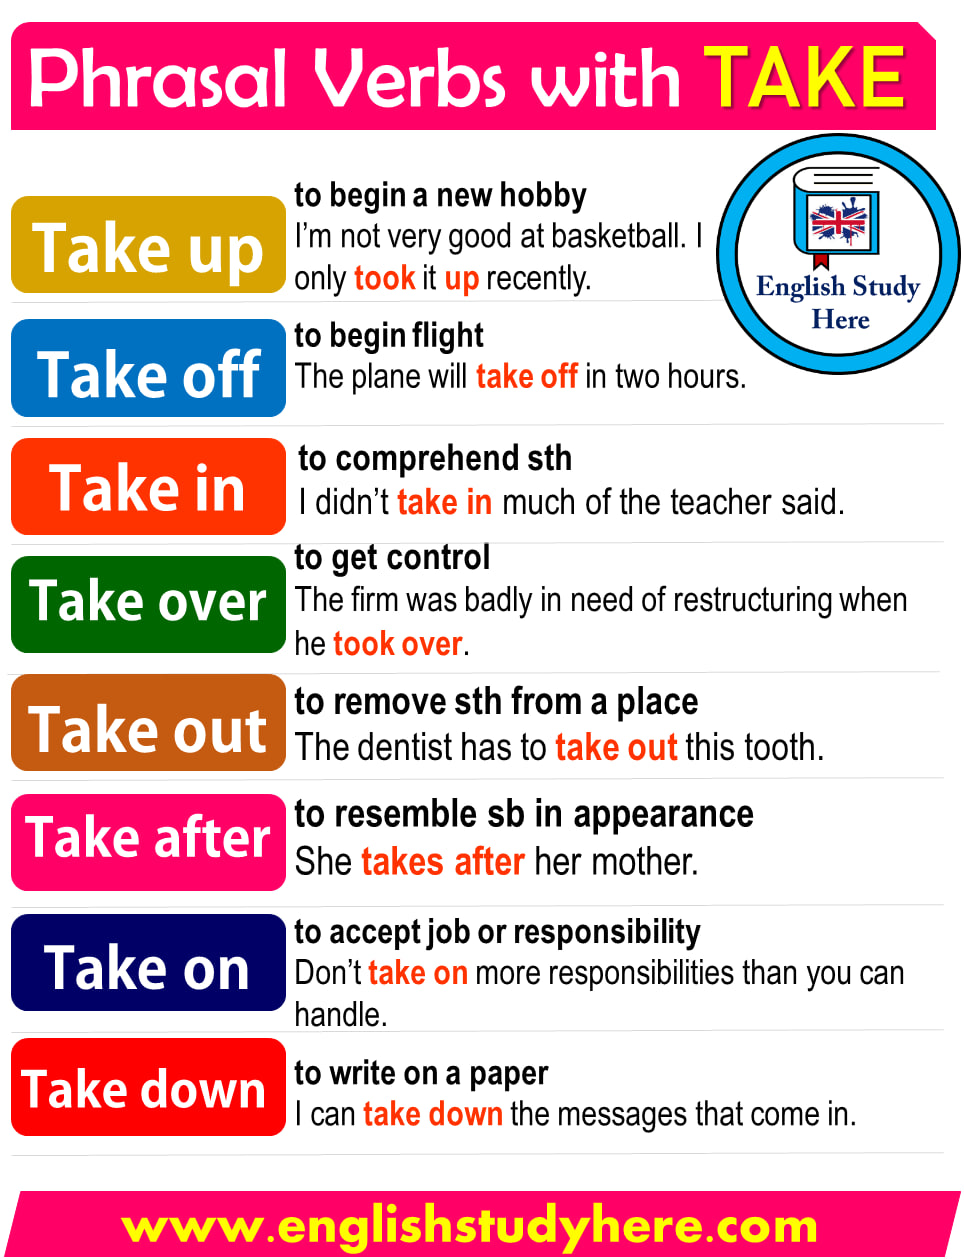 Phrasal Verbs with TAKE
Take up
to begin a new hobby
I'm not very good at basketball. I
only took it up recently.
English Study
Here
Take off
to begin flight
The plane will take off in two hours.
Take in
to comprehend sth
I didn't take in much of the teacher said.
Take over
to get control
The firm was badly in need of restructuring when
he took over.
Take out
to remove sth from a place
The dentist has to take out this tooth.
Take after
to resemble sb in appearance
She takes after her mother.
Take on
to accept job or responsibility
Don't take on more responsibilities than you can
handle.
Take down
to write on a paper
I can take down the messages that come in.
www.englishstudyhere.com